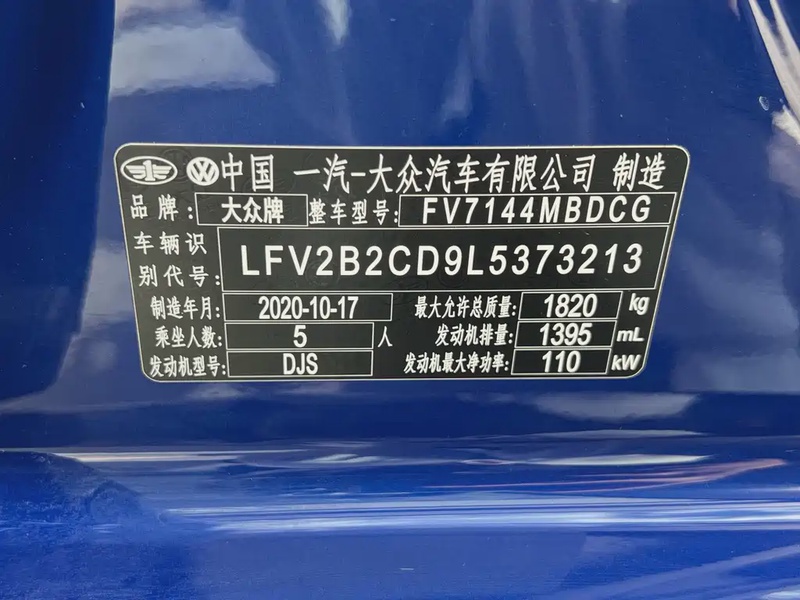 中国 一汽-大众汽车有限公司 制造
品牌: 大众牌 整车型号: FV7144MBDCG
车辆识别代号: LFV2B2CD9L5373213
制造年月: 2020-10-17 最大允许总质量: 1820 kg
乘坐人数: 5 人 发动机排量: 1395 mL
发动机型号: DJS 发动机最大净功率: 110 kW